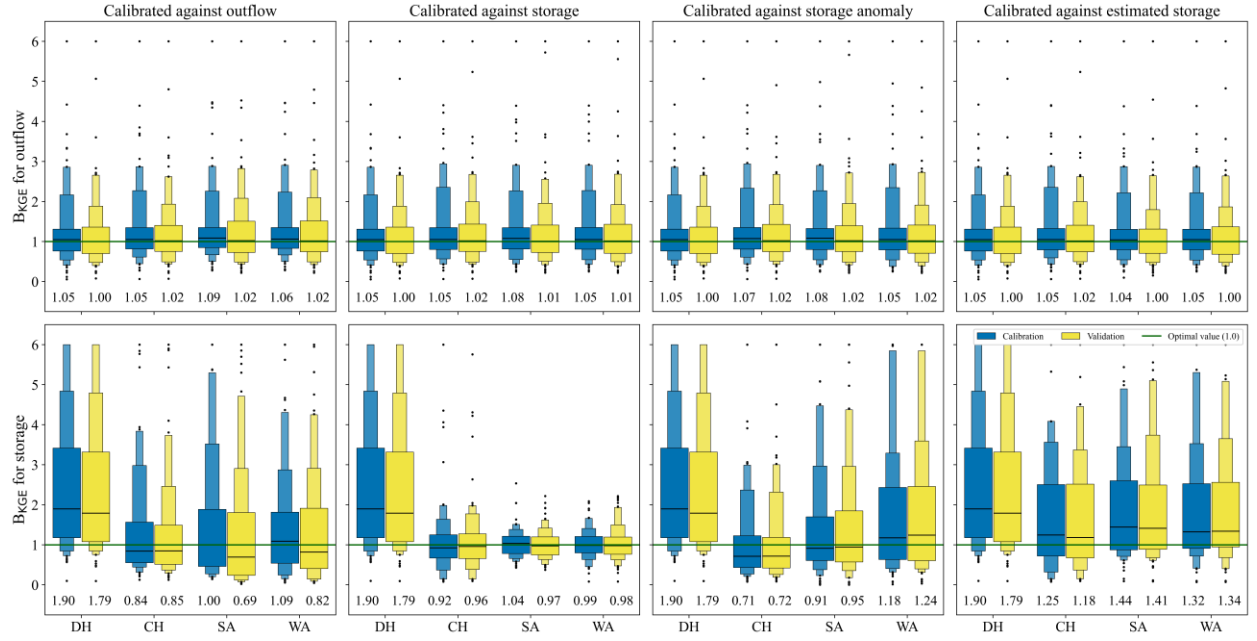 Calibrated against outflow
Calibrated against storage
Calibrated against storage anomaly
Calibrated against estimated storage
B_KGE for outflow
6
5
4
3
2
1
0
1.05 1.00 1.05 1.02 1.09 1.02 1.06 1.02
1.05 1.00 1.05 1.02 1.08 1.01 1.05 1.01
1.05 1.00 1.07 1.02 1.08 1.02 1.05 1.02
1.05 1.00 1.05 1.02 1.04 1.00 1.05 1.00
B_KGE for storage
6
5
4
3
2
1
0
Calibration Validation Optimal value (1.0)
1.90 1.79 0.84 0.85 1.00 0.69 1.09 0.82
1.90 1.79 0.92 0.96 1.04 0.97 0.99 0.98
1.90 1.79 0.71 0.72 0.91 0.95 1.18 1.24
1.90 1.79 1.25 1.18 1.44 1.41 1.32 1.34
DH CH SA WA
DH CH SA WA
DH CH SA WA
DH CH SA WA